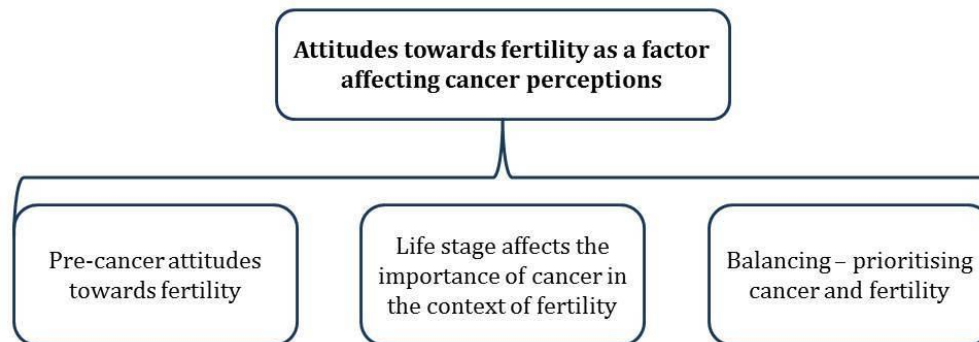 Attitudes towards fertility as a factor
affecting cancer perceptions
Pre-cancer attitudes
towards fertility
Life stage affects the
importance of cancer in
the context of fertility
Balancing – prioritising
cancer and fertility